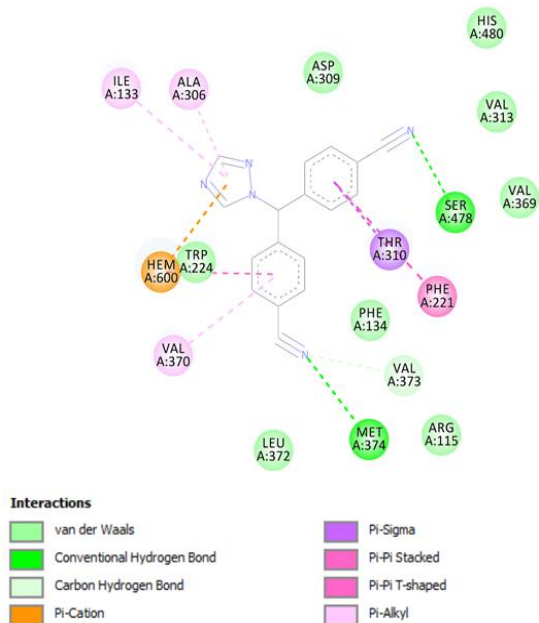 HIS
A:480
ASP
A:309
ILE
A:133
ALA
A:306
VAL
A:313
N
N
VAL
A:369
N
SER
A:478
N
THR
A:310
TRP
A:224
HEM
A:600
PHE
A:221
PHE
A:134
VAL
A:370
N
VAL
A:373
MET
A:374
ARG
A:115
LEU
A:372
Interactions
van der Waals
Conventional Hydrogen Bond
Carbon Hydrogen Bond
Pi-Cation
Pi-Sigma
Pi-Pi Stacked
Pi-Pi T-shaped
Pi-Alkyl